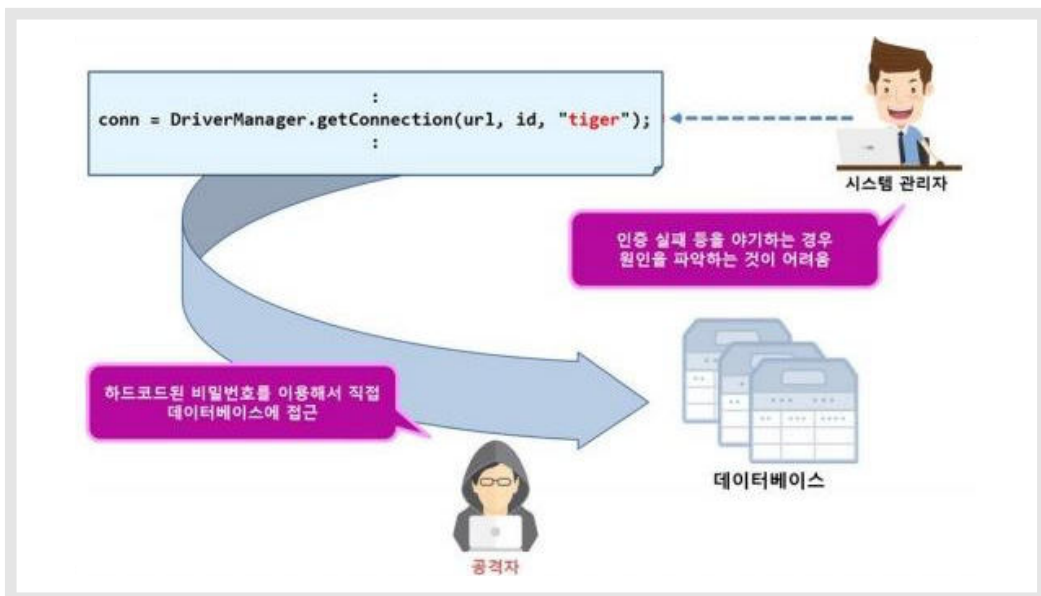 :
conn = DriverManager.getConnection(url, id, "tiger");
:
시스템 관리자
인증 실패 등을 야기하는 경우
원인을 파악하는 것이 어려움
하드코드된 비밀번호를 이용해서 직접
데이터베이스에 접근
데이터베이스
공격자